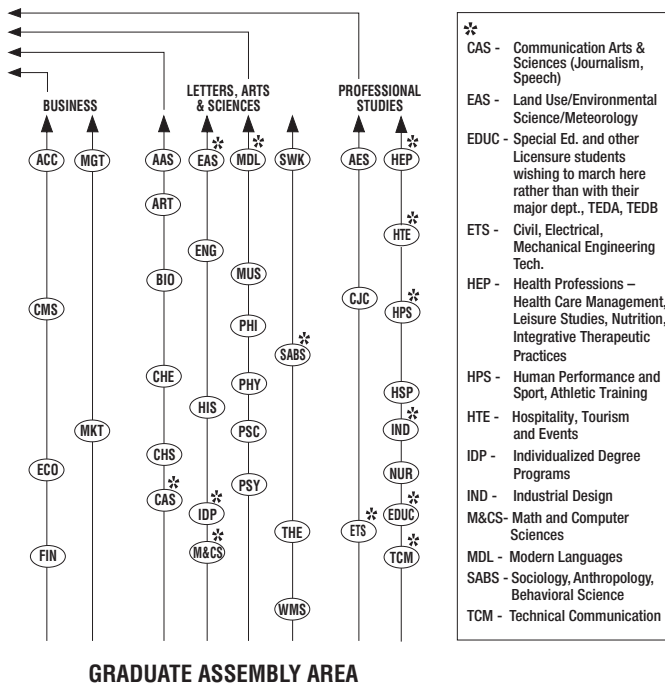 BUSINESS
LETTERS, ARTS
& SCIENCES
PROFESSIONAL
STUDIES
ACC MGT AAS EAS* MDL* SWK AES HEP*
ART
HTE*
ENG
MUS
BIO
CJC
CMS
HPS*
PHI
SABS*
CHE
PHY
HSP
HIS
MKT
PSC
IND*
CHS
ECO
NUR
PSY
CAS*
IDP*
EDUC*
THE
ETS*
M&CS*
FIN
TCM*
WMS
GRADUATE ASSEMBLY AREA
*
CAS - Communication Arts &
Sciences (Journalism,
Speech)
EAS - Land Use/Environmental
Science/Meteorology
EDUC - Special Ed. and other
Licensure students
wishing to march here
rather than with their
major dept., TEDA, TEDB
ETS - Civil, Electrical,
Mechanical Engineering
Tech.
HEP - Health Professions –
Health Care Management,
Leisure Studies, Nutrition,
Integrative Therapeutic
Practices
HPS - Human Performance and
Sport, Athletic Training
HTE - Hospitality, Tourism
and Events
IDP - Individualized Degree
Programs
IND - Industrial Design
M&CS- Math and Computer
Sciences
MDL - Modern Languages
SABS - Sociology, Anthropology,
Behavioral Science
TCM - Technical Communication